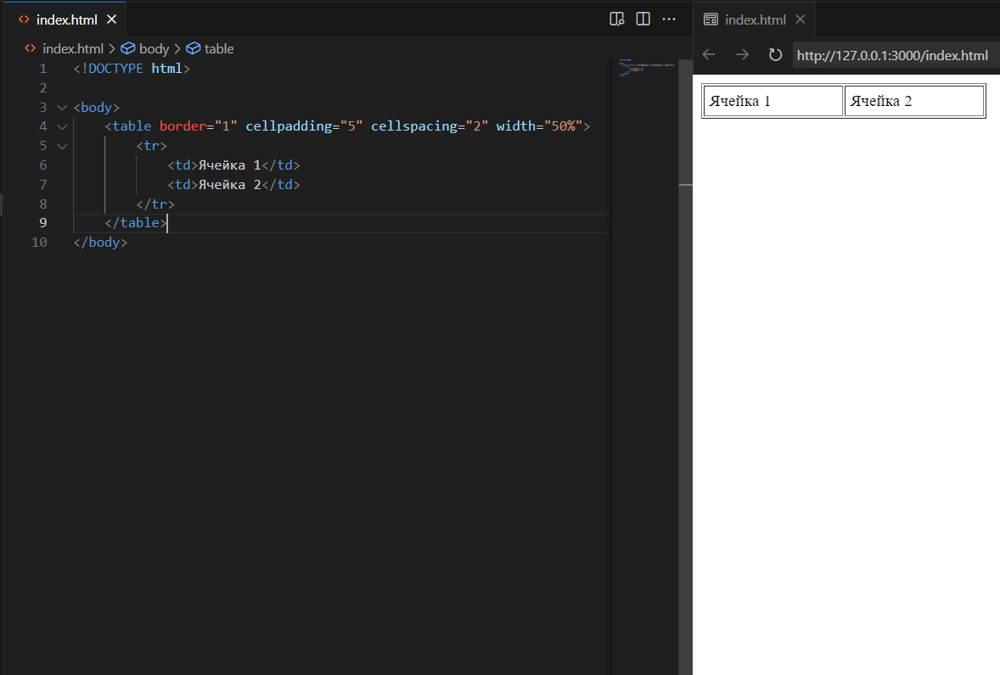 index.html
index.html
index.html > body > table
http://127.0.0.1:3000/index.html
1 <!DOCTYPE html>
2
3 <body>
4 <table border="1" cellpadding="5" cellspacing="2" width="50%">
5 <tr>
6 <td>Ячейка 1</td>
7 <td>Ячейка 2</td>
8 </tr>
9 </table>
10 </body>
Ячейка 1 Ячейка 2